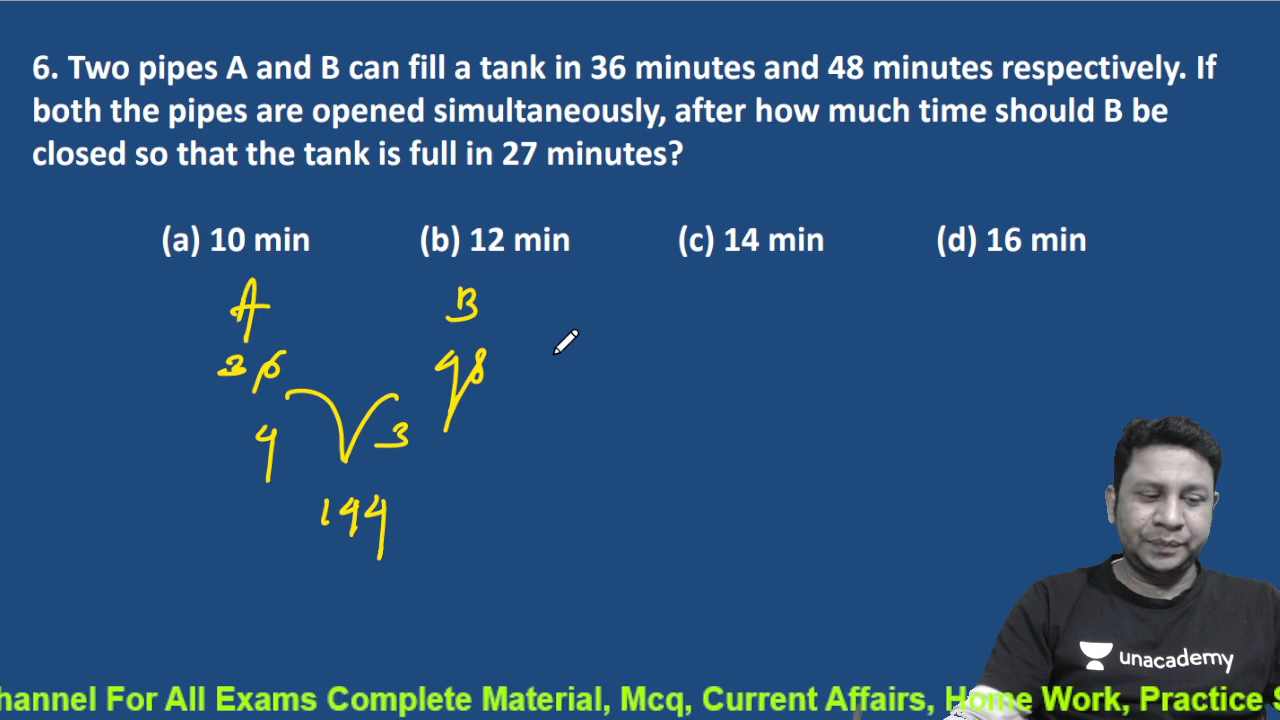 6. Two pipes A and B can fill a tank in 36 minutes and 48 minutes respectively. If
both the pipes are opened simultaneously, after how much time should B be
closed so that the tank is full in 27 minutes?
(a) 10 min (b) 12 min (c) 14 min (d) 16 min
A B
36 48
4 3
144
unacademy
hannel For All Exams Complete Material, Mcq, Current Affairs, Home Work, Practice S